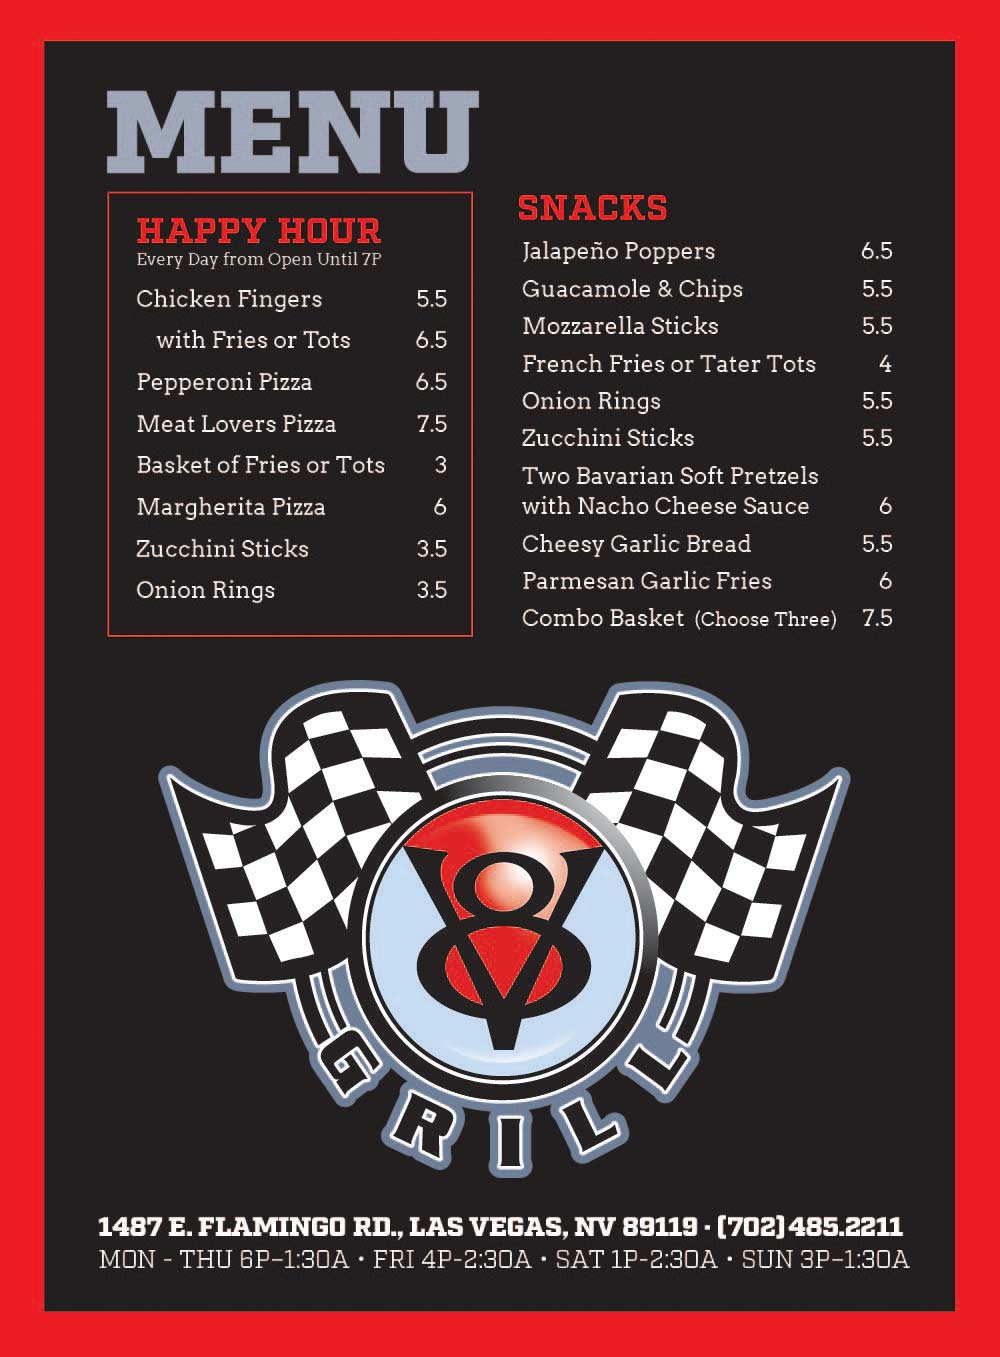 MENU
HAPPY HOUR
Every Day from Open Until 7P
Chicken Fingers 5.5
with Fries or Tots 6.5
Pepperoni Pizza 6.5
Meat Lovers Pizza 7.5
Basket of Fries or Tots 3
Margherita Pizza 6
Zucchini Sticks 3.5
Onion Rings 3.5
SNACKS
Jalapeño Poppers 6.5
Guacamole & Chips 5.5
Mozzarella Sticks 5.5
French Fries or Tater Tots 4
Onion Rings 5.5
Zucchini Sticks 5.5
Two Bavarian Soft Pretzels
with Nacho Cheese Sauce 6
Cheesy Garlic Bread 5.5
Parmesan Garlic Fries 6
Combo Basket (Choose Three) 7.5
V8
GRILL
1487 E. FLAMINGO RD., LAS VEGAS, NV 89119 · (702)485.2211
MON - THU 6P–1:30A · FRI 4P-2:30A · SAT 1P-2:30A · SUN 3P–1:30A